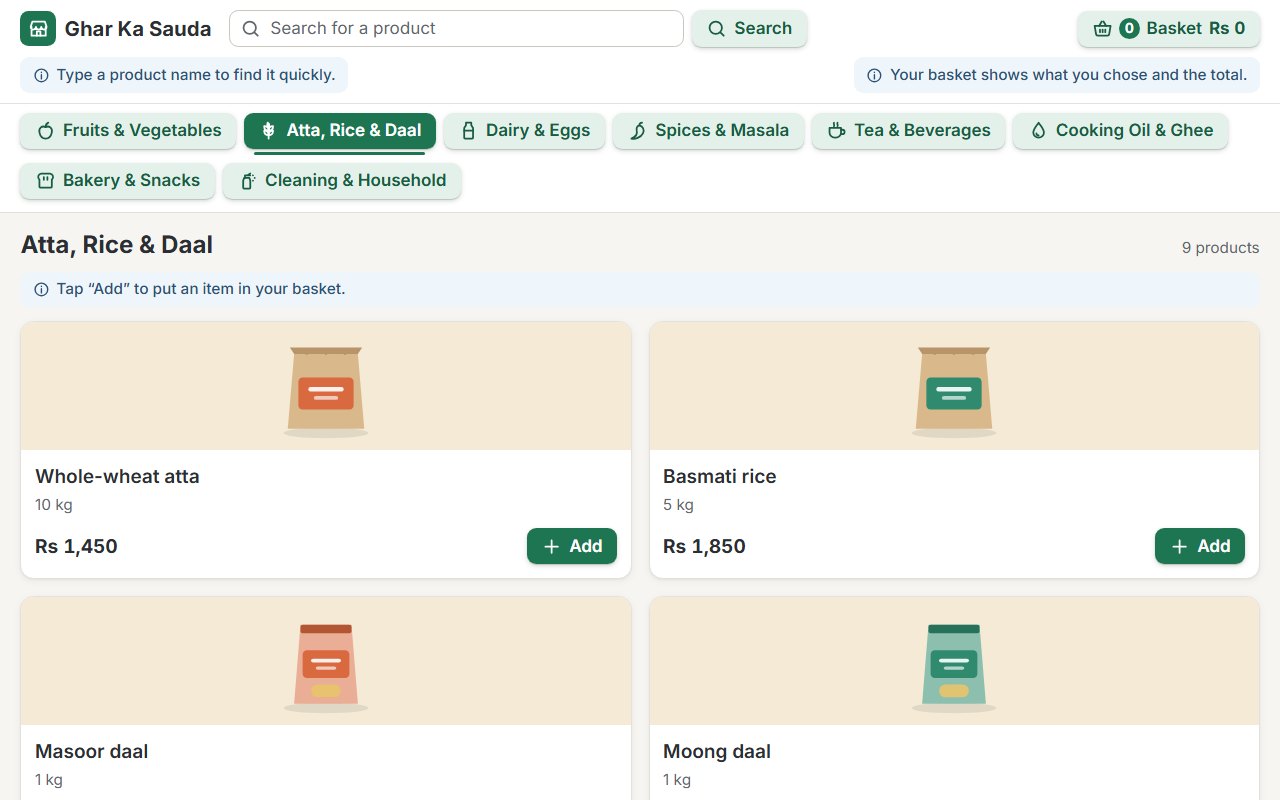 Ghar Ka Sauda
Search for a product
Search
0 Basket Rs 0
Type a product name to find it quickly.
Your basket shows what you chose and the total.
Fruits & Vegetables
Atta, Rice & Daal
Dairy & Eggs
Spices & Masala
Tea & Beverages
Cooking Oil & Ghee
Bakery & Snacks
Cleaning & Household
Atta, Rice & Daal
9 products
Tap “Add” to put an item in your basket.
Whole-wheat atta
10 kg
Rs 1,450
Add
Basmati rice
5 kg
Rs 1,850
Add
Masoor daal
1 kg
Moong daal
1 kg